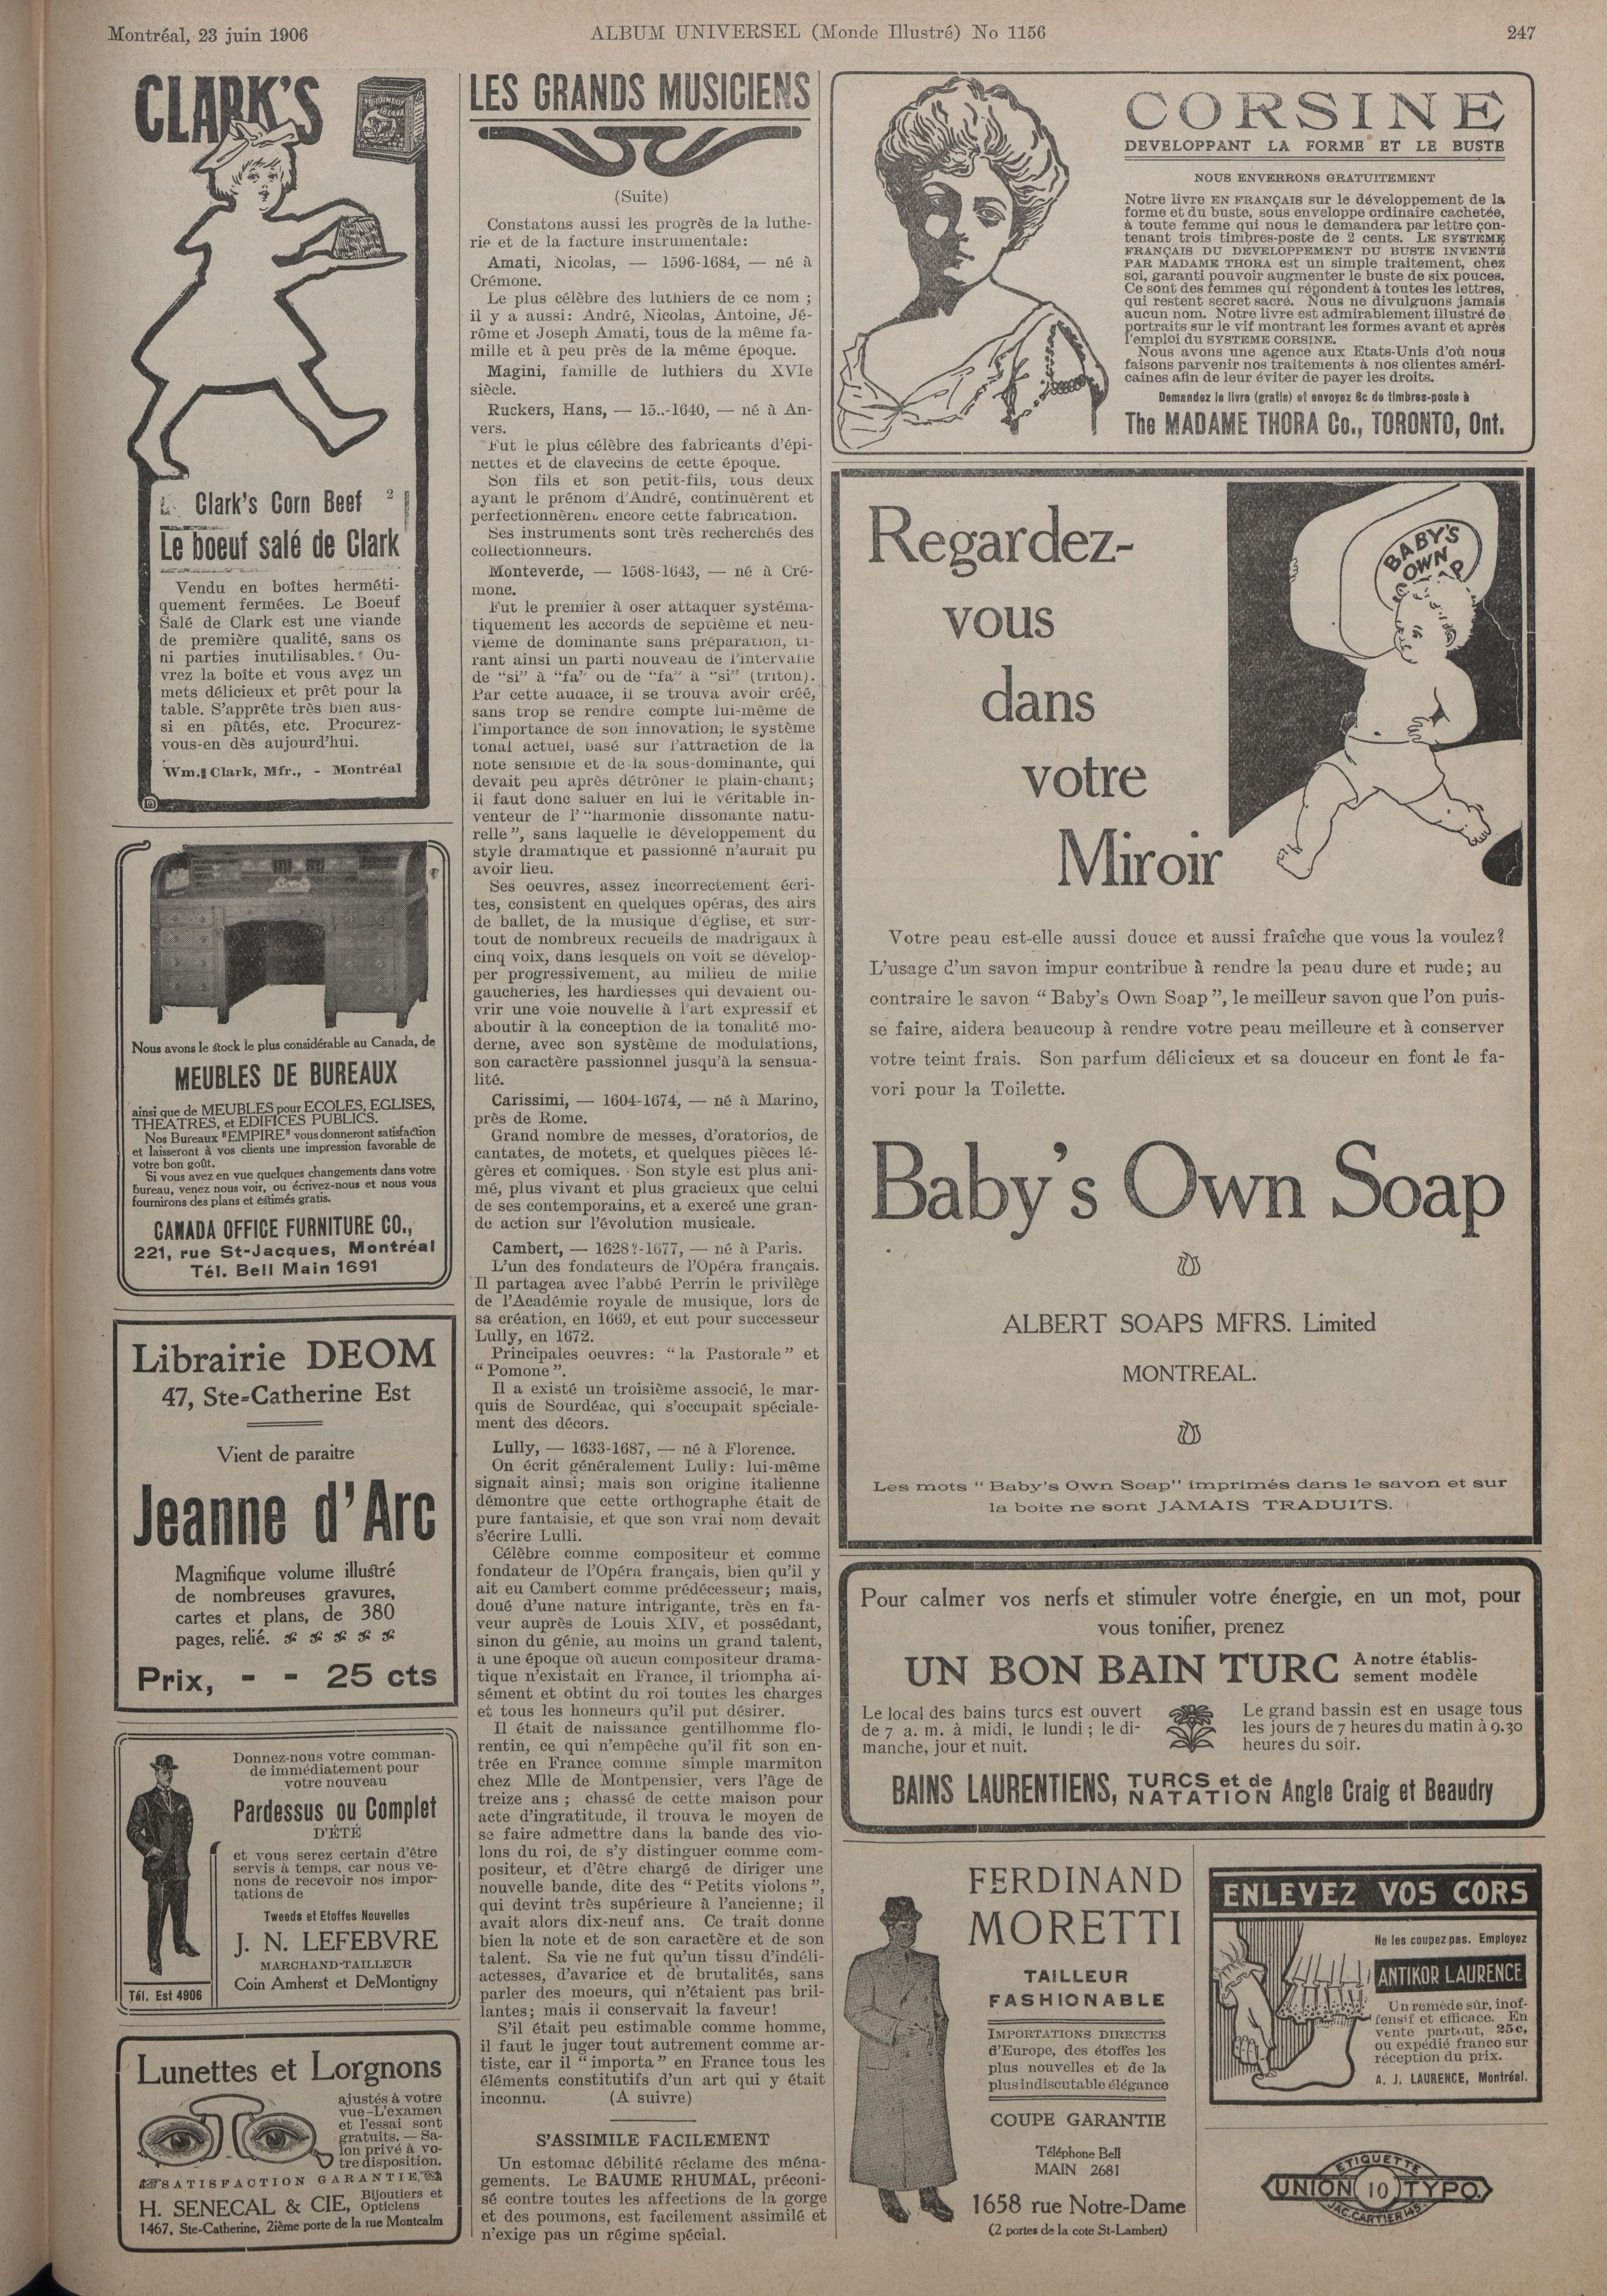 Montréal, 23 juin 1906
ALBUM UNIVERSEL (Monde Illustré) No 1156
247
CLARK'S
Clark's Corn Beef
2
Le boeuf salé de Clark
Vendu en boîtes herméti-
quement fermées. Le Boeuf
Salé de Clark est une viande
de première qualité, sans os
ni parties inutilisables. Ou-
vrez la boîte et vous avez un
mets délicieux et prêt pour la
table. S'apprête très bien aus-
si en pâtés, etc. Procurez-
vous-en dès aujourd'hui.
Wm. Clark, Mfr., - Montréal
Nous avons le stock le plus considérable au Canada, de
MEUBLES DE BUREAUX
ainsi que de MEUBLES pour ECOLES, EGLISES,
THEATRES, et EDIFICES PUBLICS.
Nos Bureaux "EMPIRE" vous donneront satisfaction
et laisseront à vos clients une impression favorable de
votre bon goût.
Si vous avez en vue quelques changements dans votre
bureau, venez nous voir, ou écrivez-nous et nous vous
fournirons des plans et estimés gratis.
CANADA OFFICE FURNITURE CO.,
221, rue St-Jacques, Montréal
Tél. Bell Main 1691
Librairie DEOM
47, Ste-Catherine Est
Vient de paraitre
Jeanne d'Arc
Magnifique volume illustré
de nombreuses gravures,
cartes et plans, de 380
pages, relié.
Prix, - - 25 cts
Donnez-nous votre comman-
de immédiatement pour
votre nouveau
Pardessus ou Complet
D'ÉTÉ
et vous serez certain d'être
servis à temps, car nous ve-
nons de recevoir nos impor-
tations de
Tweeds et Etoffes Nouvelles
J. N. LEFEBVRE
MARCHAND-TAILLEUR
Coin Amherst et DeMontigny
Tél. Est 4906
Lunettes et Lorgnons
ajustés à votre
vue-L'examen
et l'essai sont
gratuits. — Sa-
lon privé à vo-
tre disposition.
SATISFACTION GARANTIE
H. SENECAL & CIE, Bijoutiers et
Opticiens
1467, Ste-Catherine, 2ième porte de la rue Montcalm
LES GRANDS MUSICIENS
(Suite)
Constatons aussi les progrès de la luthe-
rie et de la facture instrumentale:
Amati, Nicolas, — 1596-1684, — né à
Crémone.
Le plus célèbre des luthiers de ce nom ;
il y a aussi: André, Nicolas, Antoine, Jé-
rôme et Joseph Amati, tous de la même fa-
mille et à peu près de la même époque.
Magini, famille de luthiers du XVIe
siècle.
Ruckers, Hans, — 15..-1640, — né à An-
vers.
Fut le plus célèbre des fabricants d'épi-
nettes et de clavecins de cette époque.
Son fils et son petit-fils, tous deux
ayant le prénom d'André, continuèrent et
perfectionnèrent encore cette fabrication.
Ses instruments sont très recherchés des
collectionneurs.
Monteverde, — 1568-1643, — né à Cré-
mone.
Fut le premier à oser attaquer systéma-
tiquement les accords de septième et neu-
vième de dominante sans préparation, ti-
rant ainsi un parti nouveau de l'intervalle
de "si" à "fa" ou de "fa" à "si" (triton).
Par cette audace, il se trouva avoir créé,
sans trop se rendre compte lui-même de
l'importance de son innovation; le système
tonal actuel, basé sur l'attraction de la
note sensible et de la sous-dominante, qui
devait peu après détrôner le plain-chant;
il faut donc saluer en lui le véritable in-
venteur de l' "harmonie dissonante natu-
relle", sans laquelle le développement du
style dramatique et passionné n'aurait pu
avoir lieu.
Ses oeuvres, assez incorrectement écri-
tes, consistent en quelques opéras, des airs
de ballet, de la musique d'église, et sur-
tout de nombreux recueils de madrigaux à
cinq voix, dans lesquels on voit se dévelop-
per progressivement, au milieu de mille
gaucheries, les hardiesses qui devaient ou-
vrir une voie nouvelle à l'art expressif et
aboutir à la conception de la tonalité mo-
derne, avec son système de modulations,
son caractère passionnel jusqu'à la sensua-
lité.
Carissimi, — 1604-1674, — né à Marino,
près de Rome.
Grand nombre de messes, d'oratorios, de
cantates, de motets, et quelques pièces lé-
gères et comiques. Son style est plus ani-
mé, plus vivant et plus gracieux que celui
de ses contemporains, et a exercé une gran-
de action sur l'évolution musicale.
Cambert, — 1628?-1677, — né à Paris.
L'un des fondateurs de l'Opéra français.
Il partagea avec l'abbé Perrin le privilège
de l'Académie royale de musique, lors de
sa création, en 1669, et eut pour successeur
Lully, en 1672.
Principales oeuvres: "la Pastorale" et
"Pomone".
Il a existé un troisième associé, le mar-
quis de Sourdéac, qui s'occupait spéciale-
ment des décors.
Lully, — 1633-1687, — né à Florence.
On écrit généralement Lully: lui-même
signait ainsi; mais son origine italienne
démontre que cette orthographe était de
pure fantaisie, et que son vrai nom devait
s'écrire Lulli.
Célèbre comme compositeur et comme
fondateur de l'Opéra français, bien qu'il y
ait eu Cambert comme prédécesseur; mais,
doué d'une nature intrigante, très en fa-
veur auprès de Louis XIV, et possédant,
sinon du génie, au moins un grand talent,
à une époque où aucun compositeur drama-
tique n'existait en France, il triompha ai-
sément et obtint du roi toutes les charges
et tous les honneurs qu'il put désirer.
Il était de naissance gentilhomme flo-
rentin, ce qui n'empêche qu'il fit son en-
trée en France comme simple marmiton
chez Mlle de Montpensier, vers l'âge de
treize ans ; chassé de cette maison pour
acte d'ingratitude, il trouva le moyen de
se faire admettre dans la bande des vio-
lons du roi, de s'y distinguer comme com-
positeur, et d'être chargé de diriger une
nouvelle bande, dite des "Petits violons",
qui devint très supérieure à l'ancienne; il
avait alors dix-neuf ans. Ce trait donne
bien la note et de son caractère et de son
talent. Sa vie ne fut qu'un tissu d'indéli-
actesses, d'avarice et de brutalités, sans
parler des moeurs, qui n'étaient pas bril-
lantes; mais il conservait la faveur!
S'il était peu estimable comme homme,
il faut le juger tout autrement comme ar-
tiste, car il "importa" en France tous les
éléments constitutifs d'un art qui y était
inconnu. (A suivre)
S'ASSIMILE FACILEMENT
Un estomac débilité réclame des ména-
gements. Le BAUME RHUMAL, préconi-
sé contre toutes les affections de la gorge
et des poumons, est facilement assimilé et
n'exige pas un régime spécial.
CORSINE
DEVELOPPANT LA FORME ET LE BUSTE
NOUS ENVERRONS GRATUITEMENT
Notre livre EN FRANÇAIS sur le développement de la
forme et du buste, sous enveloppe ordinaire cachetée,
à toute femme qui nous le demandera par lettre con-
tenant trois timbres-poste de 2 cents. LE SYSTEME
FRANÇAIS DU DEVELOPPEMENT DU BUSTE INVENTE
PAR MADAME THORA est un simple traitement, chez
soi, garanti pouvoir augmenter le buste de six pouces.
Ce sont des femmes qui répondent à toutes les lettres,
qui restent secret sacré. Nous ne divulguons jamais
aucun nom. Notre livre est admirablement illustré de
portraits sur le vif montrant les formes avant et après
l'emploi du SYSTEME CORSINE.
Nous avons une agence aux Etats-Unis d'où nous
faisons parvenir nos traitements à nos clientes améri-
caines afin de leur éviter de payer les droits.
Demandez le livre (gratis) et envoyez 6c de timbres-poste à
The MADAME THORA Co., TORONTO, Ont.
Regardez-
vous
dans
votre
Miroir
BABY'S
OWN
Votre peau est-elle aussi douce et aussi fraîche que vous la voulez?
L'usage d'un savon impur contribue à rendre la peau dure et rude; au
contraire le savon "Baby's Own Soap", le meilleur savon que l'on puis-
se faire, aidera beaucoup à rendre votre peau meilleure et à conserver
votre teint frais. Son parfum délicieux et sa douceur en font le fa-
vori pour la Toilette.
Baby's Own Soap
ALBERT SOAPS MFRS. Limited
MONTREAL.
Les mots "Baby's Own Soap" imprimés dans le savon et sur
la boite ne sont JAMAIS TRADUITS.
Pour calmer vos nerfs et stimuler votre énergie, en un mot, pour
vous tonifier, prenez
UN BON BAIN TURC A notre établis-
sement modèle
Le local des bains turcs est ouvert
de 7 a. m. à midi, le lundi ; le di-
manche, jour et nuit.
Le grand bassin est en usage tous
les jours de 7 heures du matin à 9.30
heures du soir.
BAINS LAURENTIENS, TURCS et de NATATION Angle Craig et Beaudry
FERDINAND
MORETTI
TAILLEUR
FASHIONABLE
IMPORTATIONS DIRECTES
d'Europe, des étoffes les
plus nouvelles et de la
plus indiscutable élégance
COUPE GARANTIE
Téléphone Bell
MAIN 2681
1658 rue Notre-Dame
(2 portes de la cote St-Lambert)
ENLEVEZ VOS CORS
Ne les coupez pas. Employez
ANTIKOR LAURENCE
Un remède sûr, inof-
fensif et efficace. En
vente partout, 25c,
ou expédié franco sur
réception du prix.
A. J. LAURENCE, Montréal.
ETIQUETTE
UNION 10 TYPO.
JAC.CARTIER 145